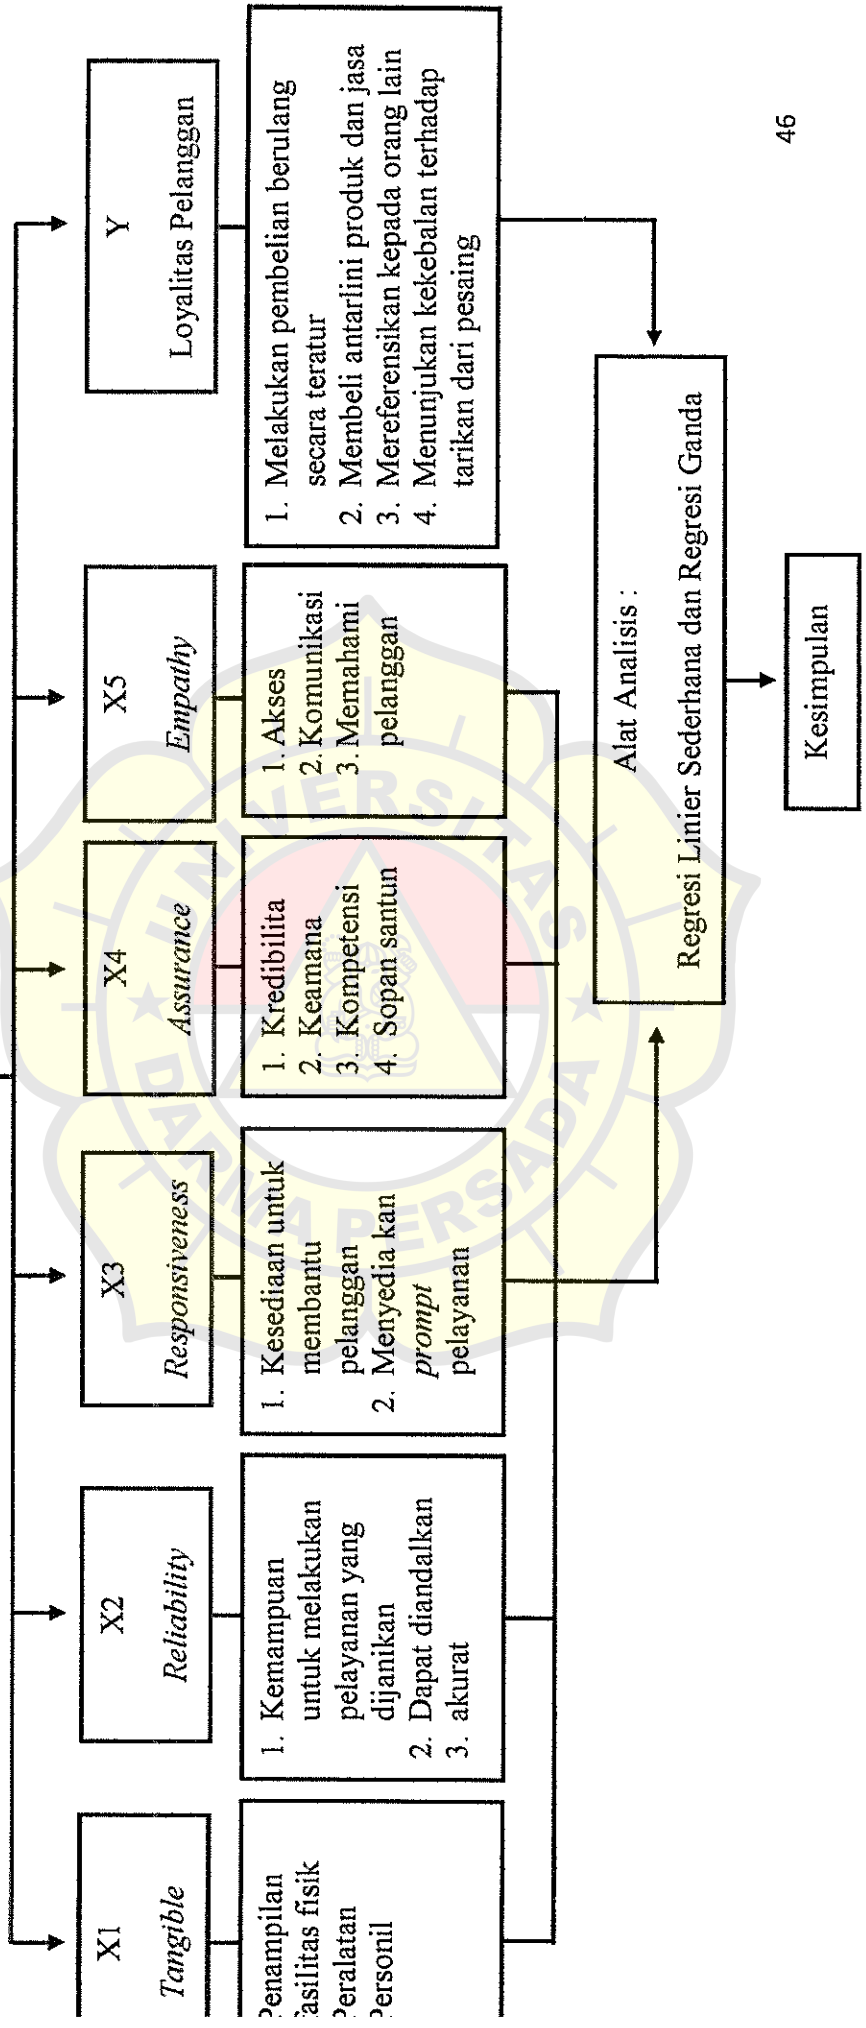 X1
Tangible
Penampilan
fasilitas fisik
Peralatan
Personil
X2
Reliability
1. Kemampuan
untuk melakukan
pelayanan yang
dijanikan
2. Dapat diandalkan
3. akurat
X3
Responsiveness
1. Kesediaan untuk
membantu
pelanggan
2. Menyedia kan
prompt
pelayanan
X4
Assurance
1. Kredibilita
2. Keamana
3. Kompetensi
4. Sopan santun
X5
Empathy
1. Akses
2. Komunikasi
3. Memahami
pelanggan
Y
Loyalitas Pelanggan
1. Melakukan pembelian berulang
secara teratur
2. Membeli antarlini produk dan jasa
3. Mereferensikan kepada orang lain
4. Menunjukan kekebalan terhadap
tarikan dari pesaing
Alat Analisis :
Regresi Linier Sederhana dan Regresi Ganda
Kesimpulan
46
UNIVERSITAS
DARMA PERSADA